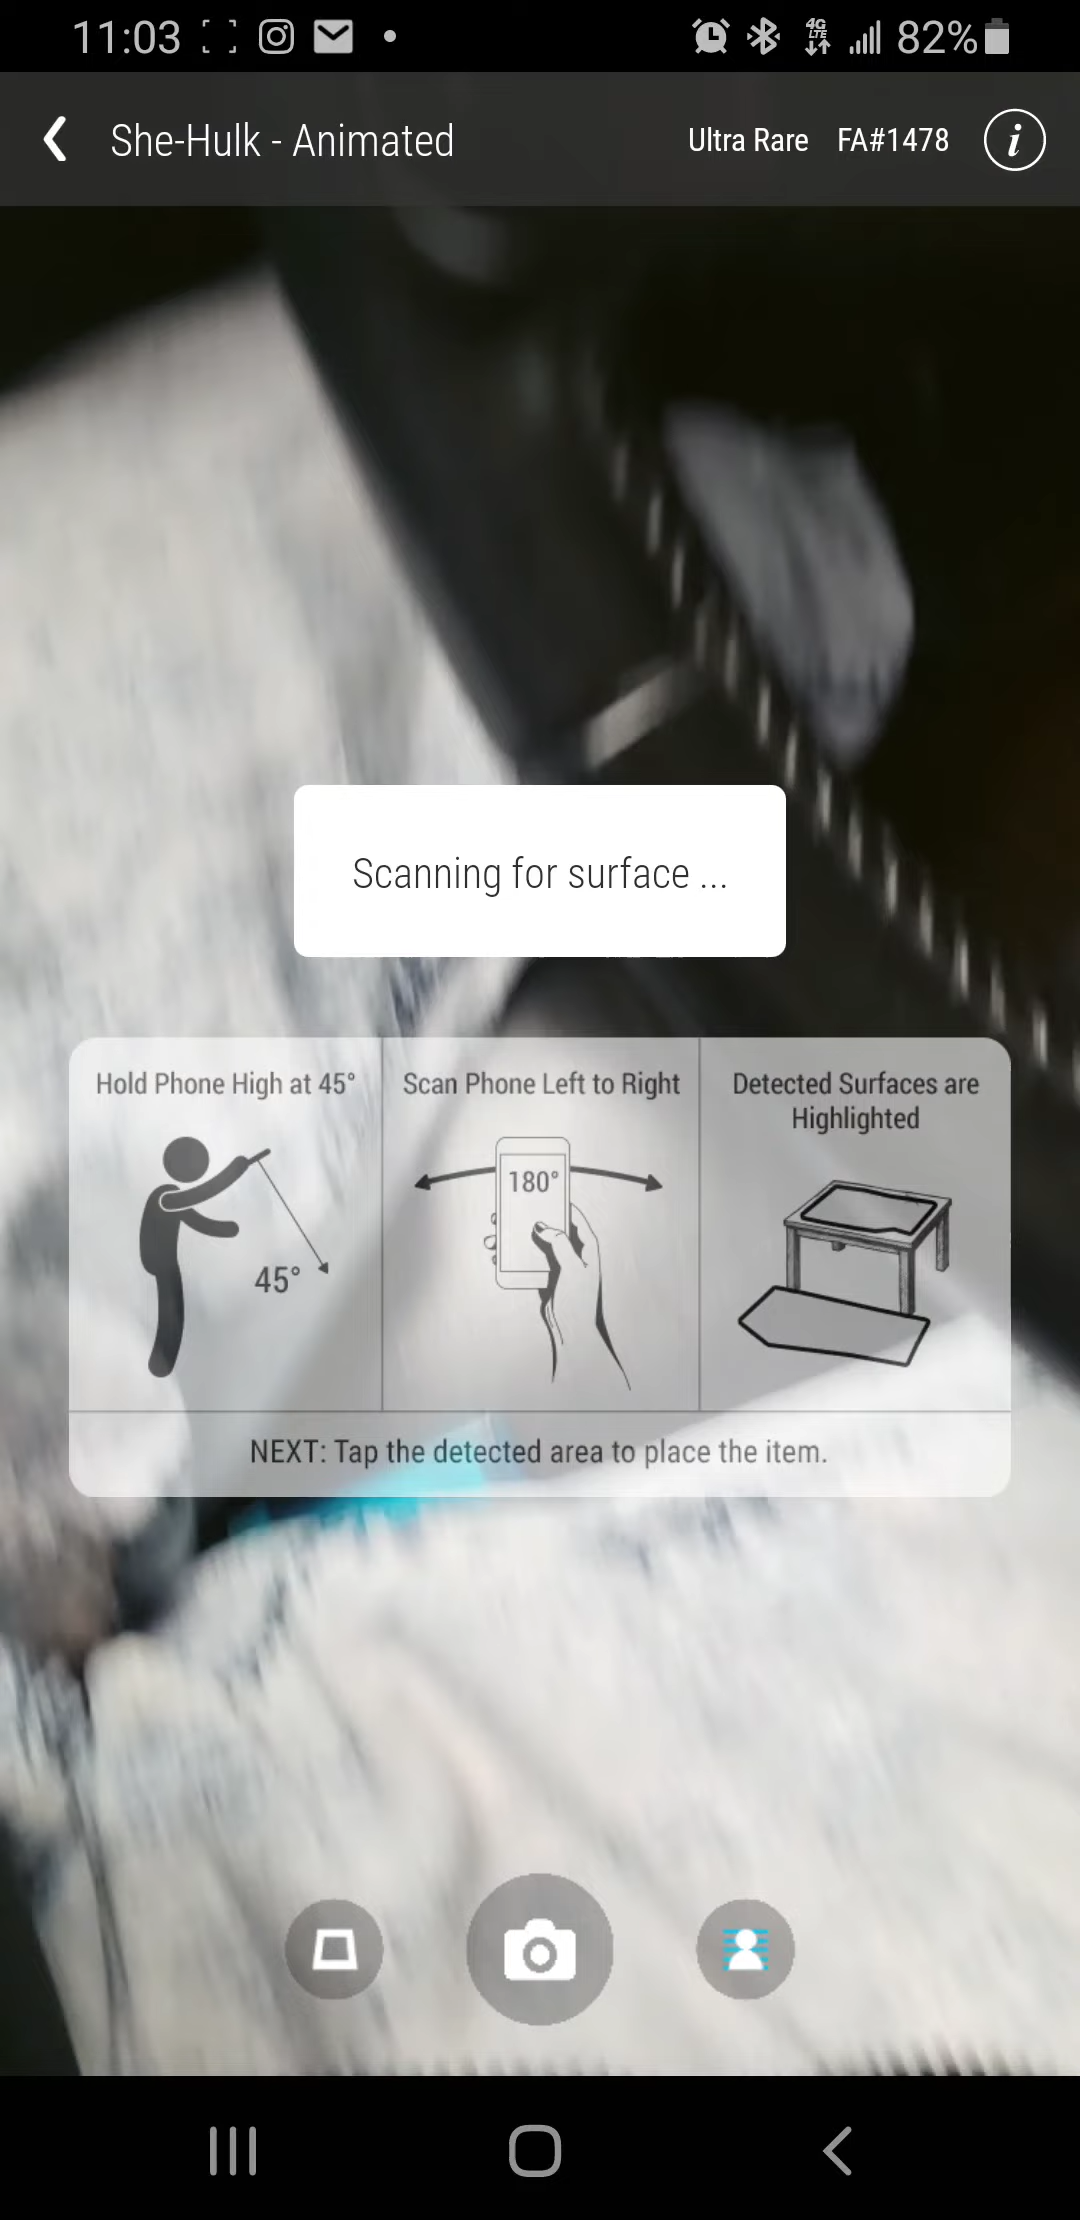 11:03
4G
LTE
82%
She-Hulk - Animated
Ultra Rare FA#1478
i
Scanning for surface ...
Hold Phone High at 45°
45°
Scan Phone Left to Right
180°
Detected Surfaces are
Highlighted
NEXT: Tap the detected area to place the item.